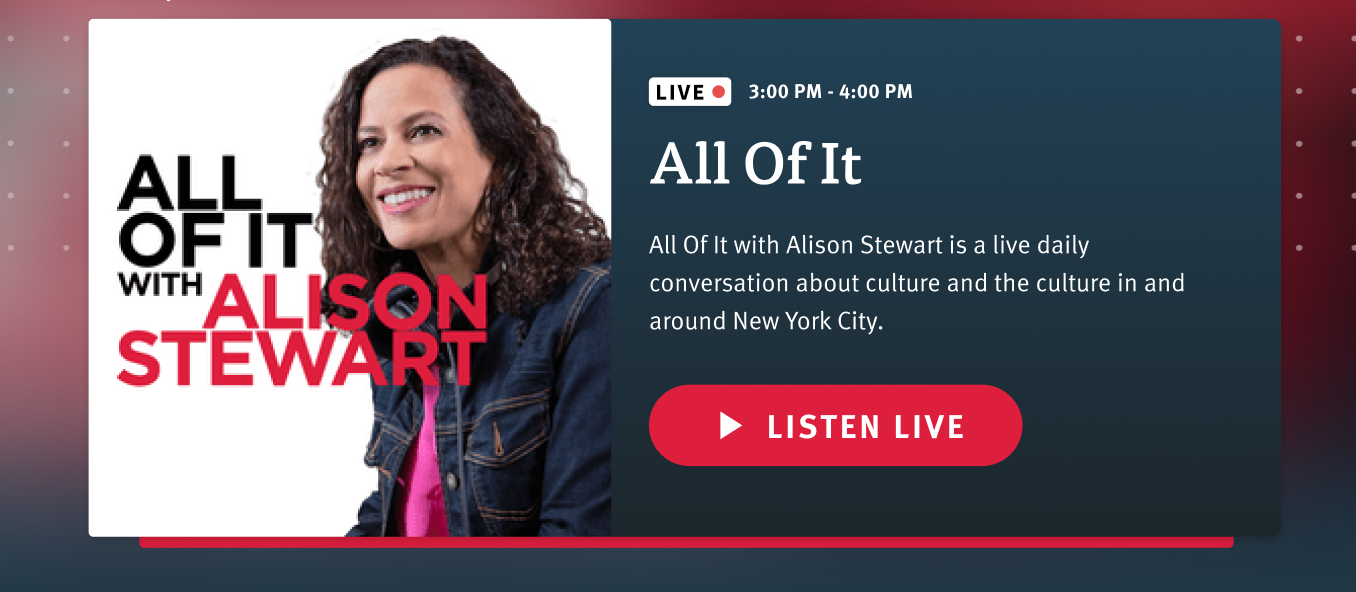 ALL
OF IT
WITH ALISON
STEWART
LIVE 3:00 PM - 4:00 PM
All Of It
All Of It with Alison Stewart is a live daily
conversation about culture and the culture in and
around New York City.
LISTEN LIVE